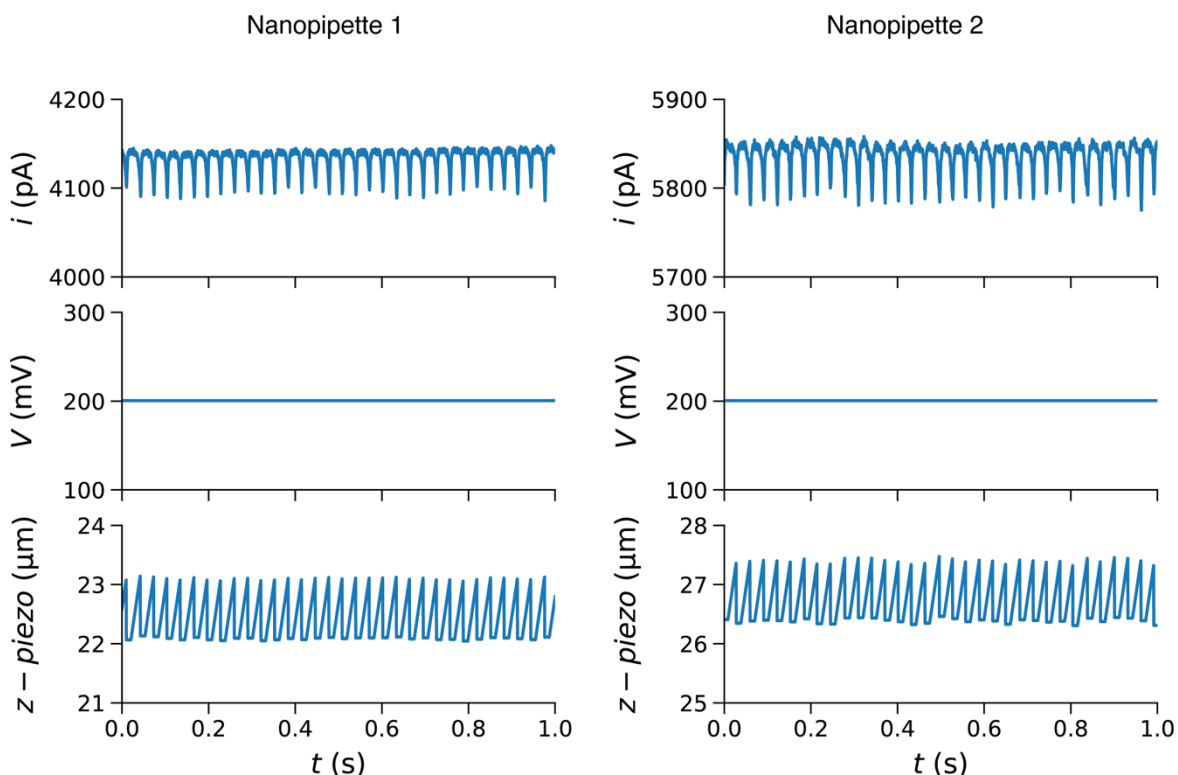 Nanopipette 1
Nanopipette 2
4200
4100
4000
i (pA)
5900
5800
5700
i (pA)
300
200
100
V (mV)
300
200
100
V (mV)
24
23
22
21
z − piezo (μm)
0.0 0.2 0.4 0.6 0.8 1.0
t (s)
28
27
26
25
z − piezo (μm)
0.0 0.2 0.4 0.6 0.8 1.0
t (s)